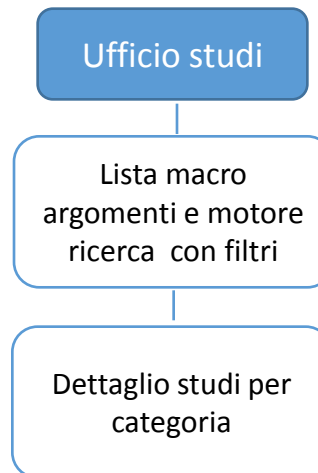 Ufficio studi
Lista macro
argomenti e motore
ricerca con filtri
Dettaglio studi per
categoria